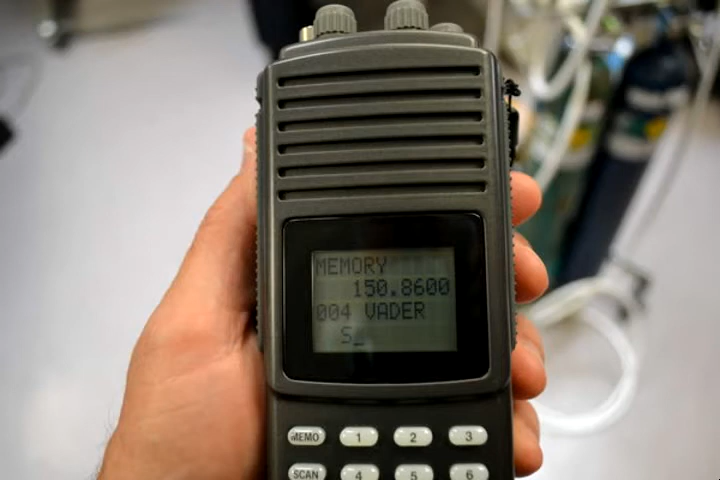 MEMORY
150.8600
004 VADER
S_
MEMO 1 2 3
SCAN 4 5 6